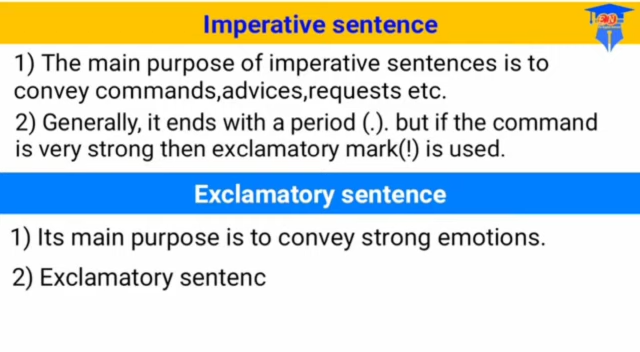 Imperative sentence
1) The main purpose of imperative sentences is to
convey commands,advices,requests etc.
2) Generally, it ends with a period (.). but if the command
is very strong then exclamatory mark(!) is used.
Exclamatory sentence
1) Its main purpose is to convey strong emotions.
2) Exclamatory sentenc